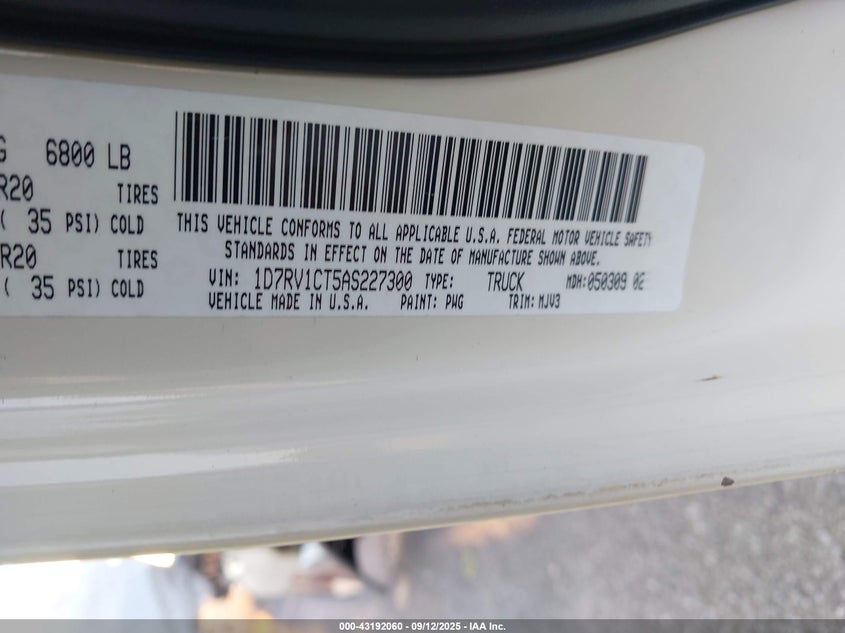 G 6800 LB
R20 TIRES
( 35 PSI) COLD
R20 TIRES
( 35 PSI) COLD
THIS VEHICLE CONFORMS TO ALL APPLICABLE U.S.A. FEDERAL MOTOR VEHICLE SAFETY
STANDARDS IN EFFECT ON THE DATE OF MANUFACTURE SHOWN ABOVE.
VIN: 1D7RV1CT5AS227300 TYPE: TRUCK MDH:050309 02
VEHICLE MADE IN U.S.A. PAINT: PWG TRIM: MJV3
000-43192060 - 09/12/2025 - IAA Inc.